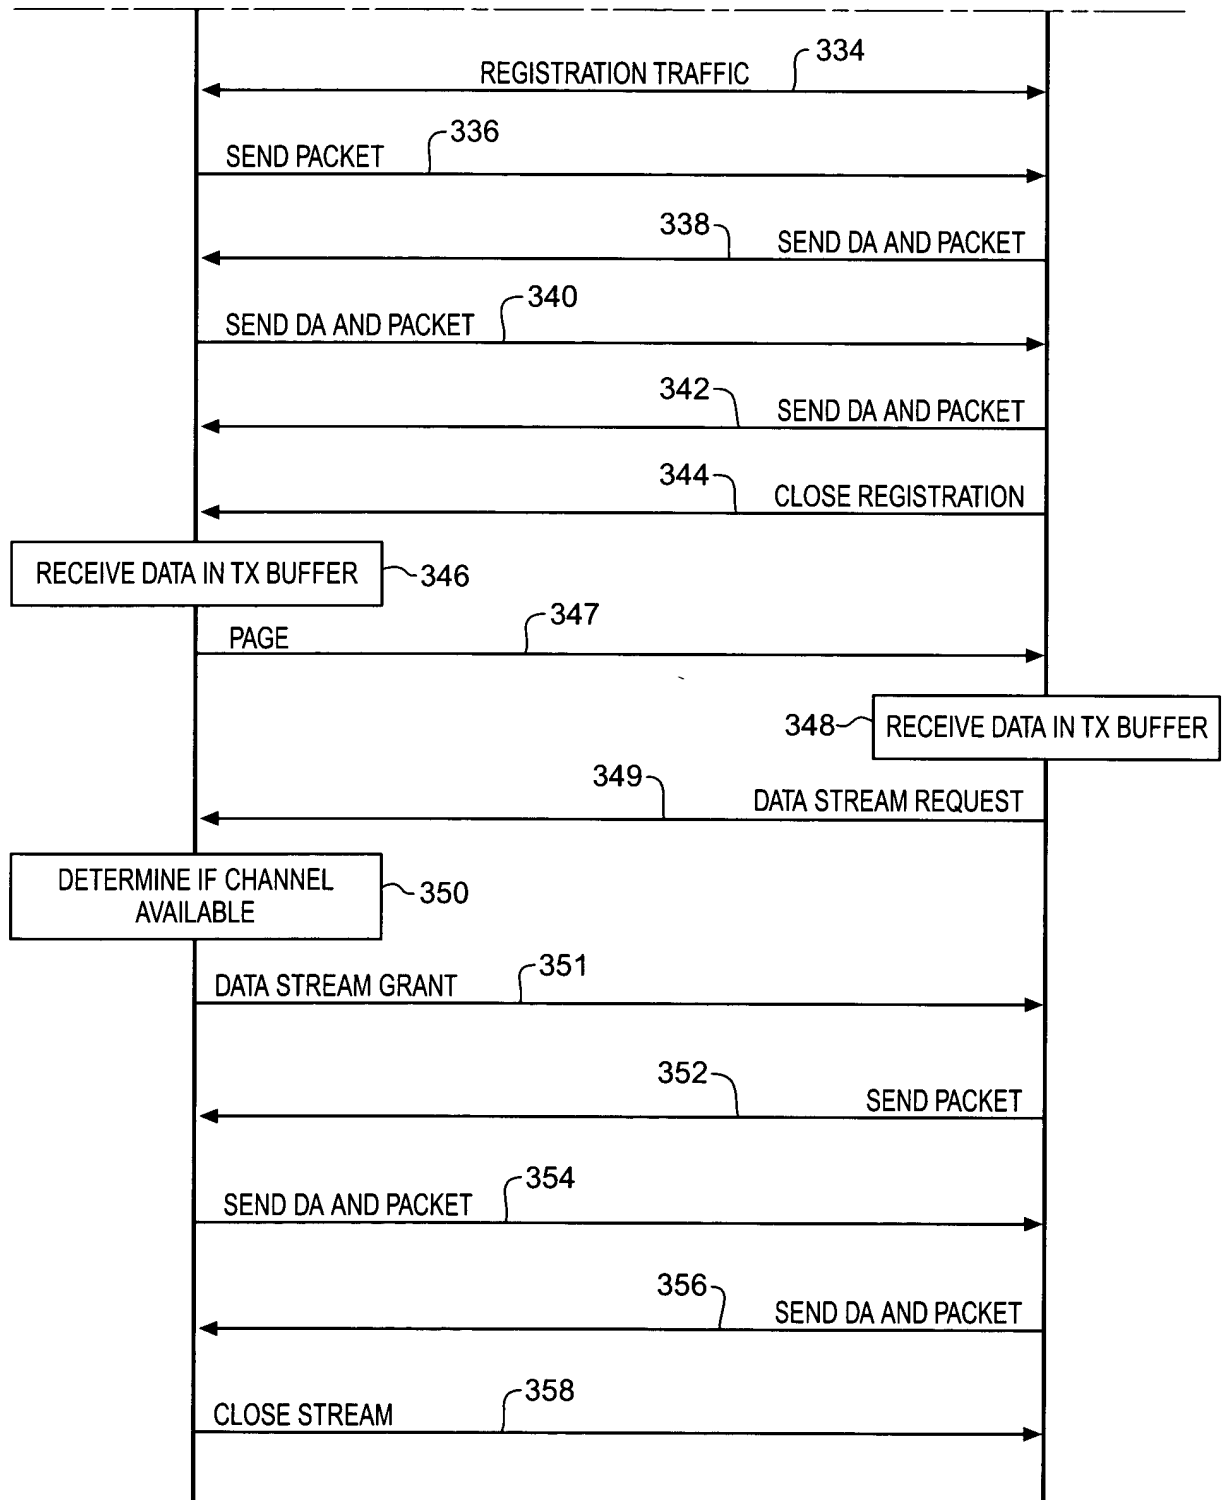 334
REGISTRATION TRAFFIC
336
SEND PACKET
338
SEND DA AND PACKET
340
SEND DA AND PACKET
342
SEND DA AND PACKET
344
CLOSE REGISTRATION
RECEIVE DATA IN TX BUFFER
346
347
PAGE
348
RECEIVE DATA IN TX BUFFER
349
DATA STREAM REQUEST
DETERMINE IF CHANNEL
AVAILABLE
350
351
DATA STREAM GRANT
352
SEND PACKET
354
SEND DA AND PACKET
356
SEND DA AND PACKET
358
CLOSE STREAM